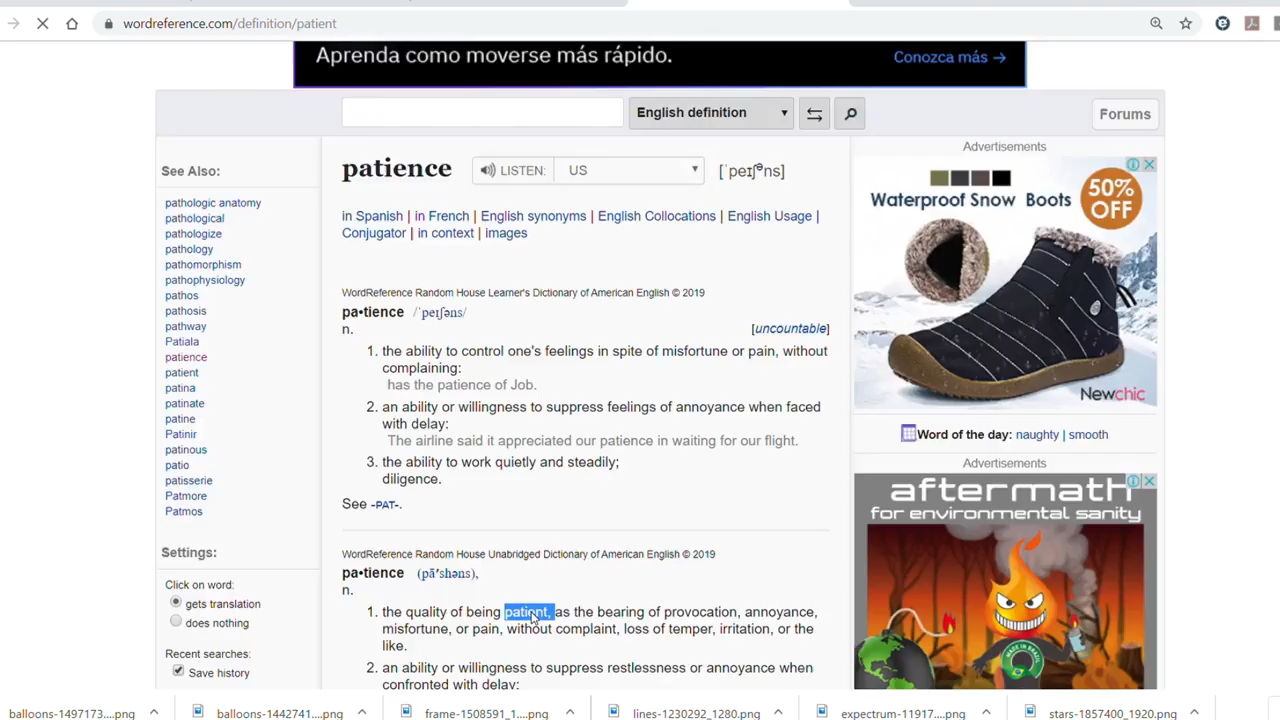 wordreference.com/definition/patient
Aprenda como moverse más rápido.
Conozca más →
English definition
Forums
See Also:
pathologic anatomy
pathological
pathologize
pathology
pathomorphism
pathophysiology
pathos
pathosis
pathway
Patiala
patience
patient
patina
patinate
patine
Patinir
patinous
patio
patisserie
Patmore
Patmos
Settings:
Click on word:
gets translation
does nothing
Recent searches:
Save history
patience
LISTEN:
US
[ˈpeɪʃᵊns]
in Spanish | in French | English synonyms | English Collocations | English Usage |
Conjugator | in context | images
WordReference Random House Learner's Dictionary of American English © 2019
pa•tience /ˈpeɪʃəns/
n.
[uncountable]
1. the ability to control one's feelings in spite of misfortune or pain, without
complaining:
has the patience of Job.
2. an ability or willingness to suppress feelings of annoyance when faced
with delay:
The airline said it appreciated our patience in waiting for our flight.
3. the ability to work quietly and steadily;
diligence.
See -PAT-.
WordReference Random House Unabridged Dictionary of American English © 2019
pa•tience (pā′shəns),
n.
1. the quality of being patient, as the bearing of provocation, annoyance,
misfortune, or pain, without complaint, loss of temper, irritation, or the
like.
2. an ability or willingness to suppress restlessness or annoyance when
confronted with delay:
Advertisements
Waterproof Snow Boots
50%
OFF
Newchic
Word of the day: naughty | smooth
Advertisements
aftermath
for environmental sanity
MADE IN BRAZIL
balloons-1497173....png
balloons-1442741....png
frame-1508591_1....png
lines-1230292_1280.png
expectrum-11917....png
stars-1857400_1920.png